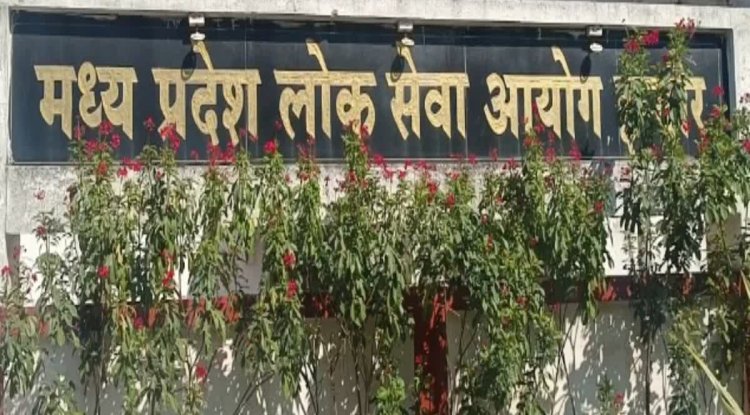 मध्य प्रदेश लोक सेवा आयोग